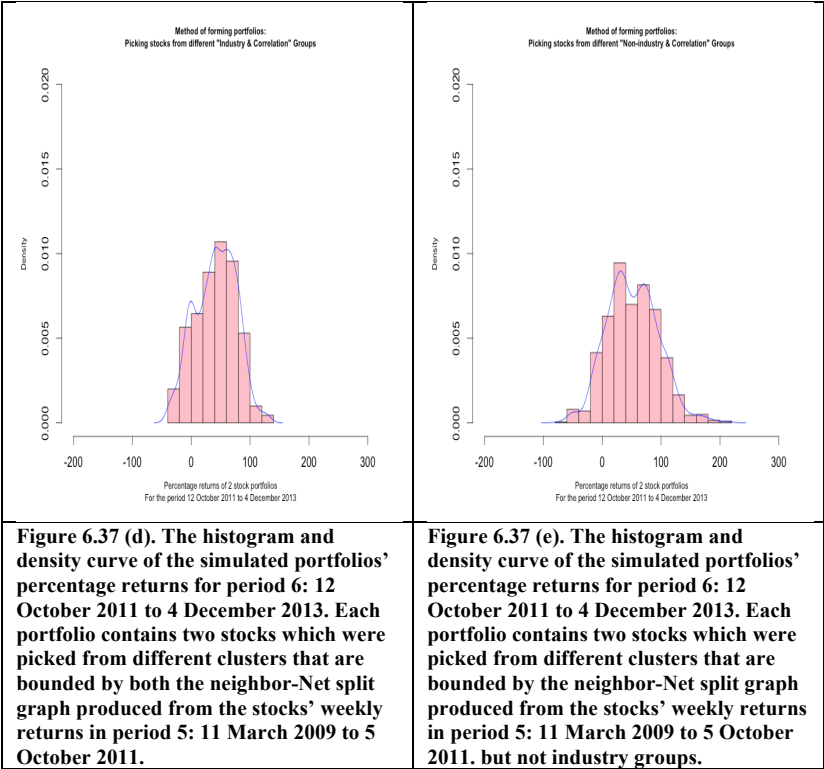 Method of forming portfolios:
Picking stocks from different "Industry & Correlation" Groups
0.020
0.015
0.010
0.005
0.000
Density
-200 -100 0 100 200 300
Percentage returns of 2 stock portfolios
For the period 12 October 2011 to 4 December 2013
Method of forming portfolios:
Picking stocks from different "Non-industry & Correlation" Groups
0.020
0.015
0.010
0.005
0.000
Density
-200 -100 0 100 200 300
Percentage returns of 2 stock portfolios
For the period 12 October 2011 to 4 December 2013
Figure 6.37 (d). The histogram and
density curve of the simulated portfolios’
percentage returns for period 6: 12
October 2011 to 4 December 2013. Each
portfolio contains two stocks which were
picked from different clusters that are
bounded by both the neighbor-Net split
graph produced from the stocks’ weekly
returns in period 5: 11 March 2009 to 5
October 2011.
Figure 6.37 (e). The histogram and
density curve of the simulated portfolios’
percentage returns for period 6: 12
October 2011 to 4 December 2013. Each
portfolio contains two stocks which were
picked from different clusters that are
bounded by the neighbor-Net split graph
produced from the stocks’ weekly returns
in period 5: 11 March 2009 to 5 October
2011. but not industry groups.